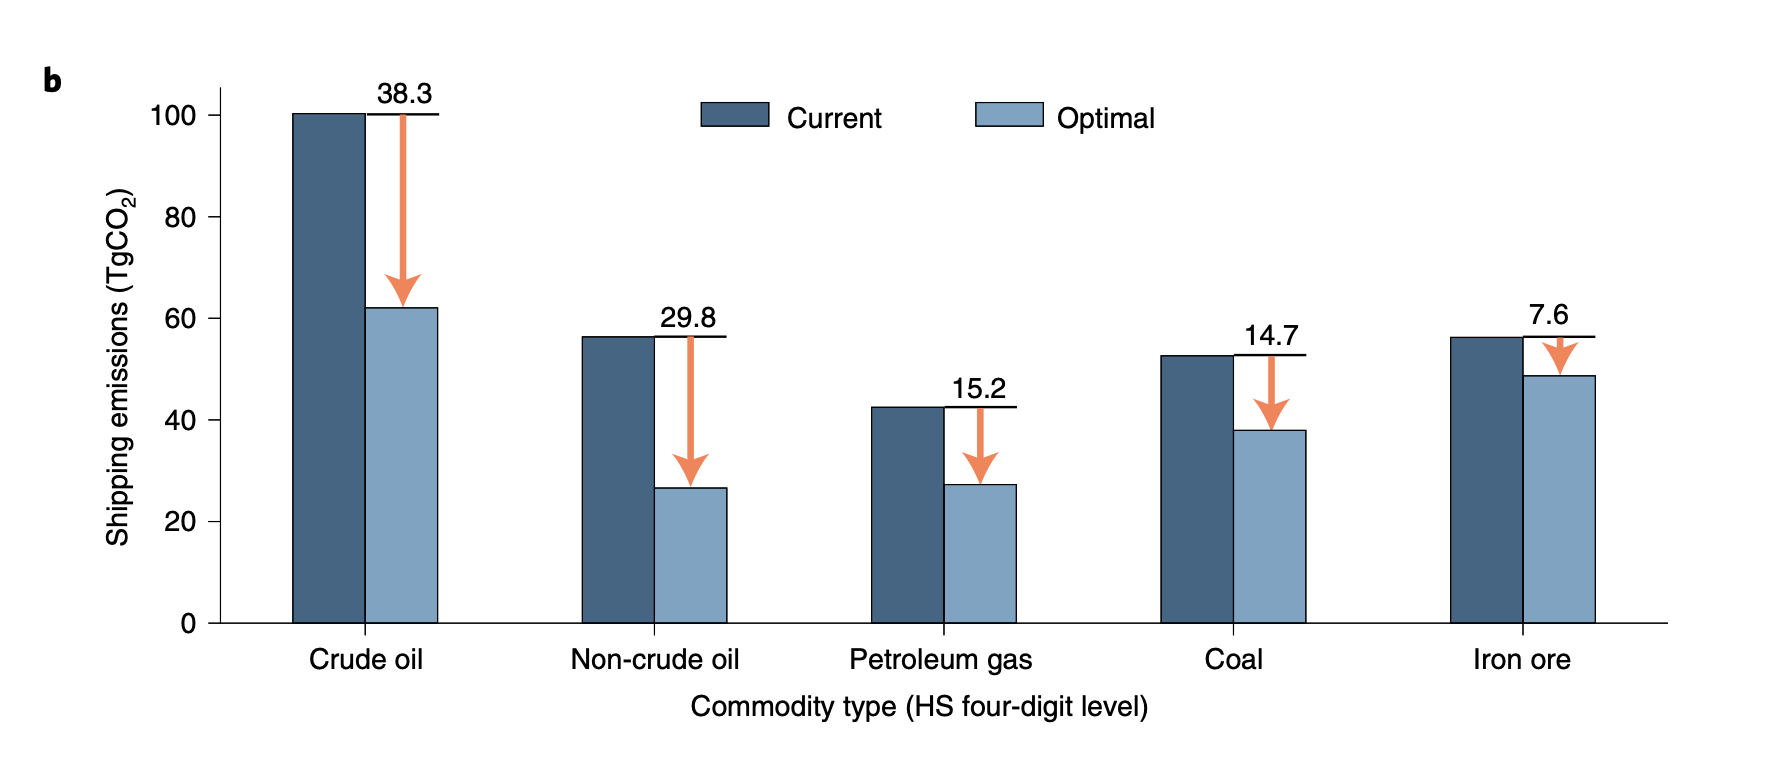 b
38.3
Current
Optimal
100
80
60
40
20
0
Shipping emissions (TgCO₂)
29.8
15.2
14.7
7.6
Crude oil
Non-crude oil
Petroleum gas
Coal
Iron ore
Commodity type (HS four-digit level)